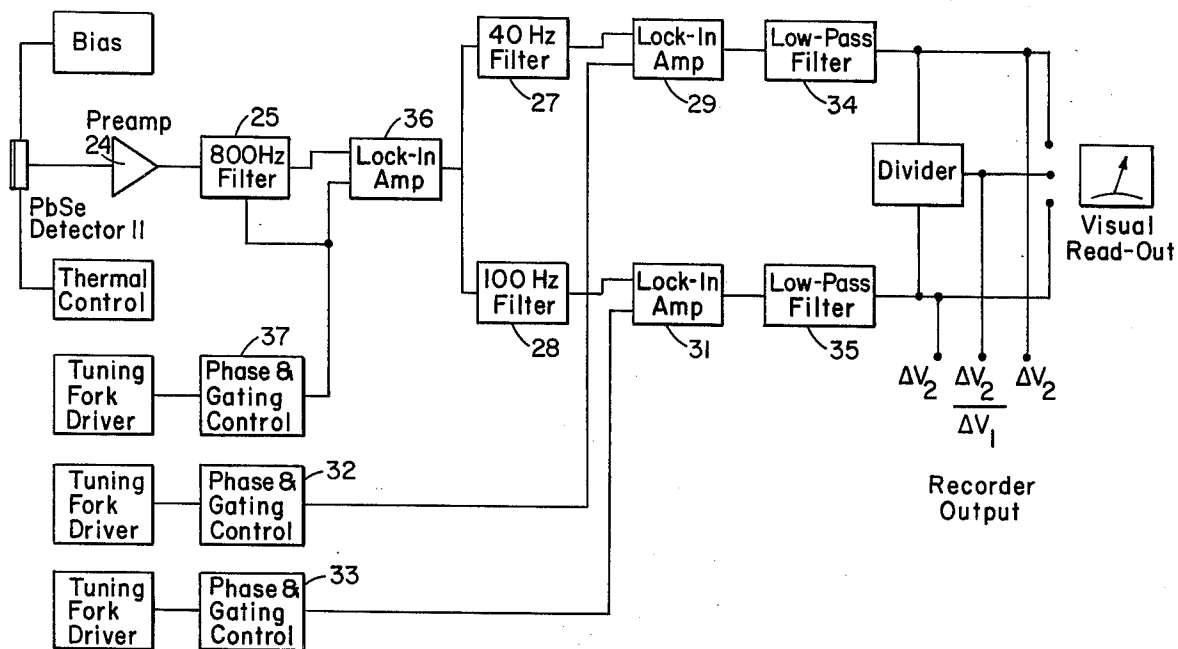 Bias
Preamp
24
PbSe
Detector 11
Thermal
Control
25
800Hz
Filter
36
Lock-In
Amp
40 Hz
Filter
27
Lock-In
Amp
29
Low-Pass
Filter
34
Divider
Visual
Read-Out
100 Hz
Filter
28
Lock-In
Amp
31
Low-Pass
Filter
35
ΔV2
ΔV2
ΔV1
ΔV2
Recorder
Output
Tuning
Fork
Driver
37
Phase &
Gating
Control
Tuning
Fork
Driver
32
Phase &
Gating
Control
Tuning
Fork
Driver
33
Phase &
Gating
Control